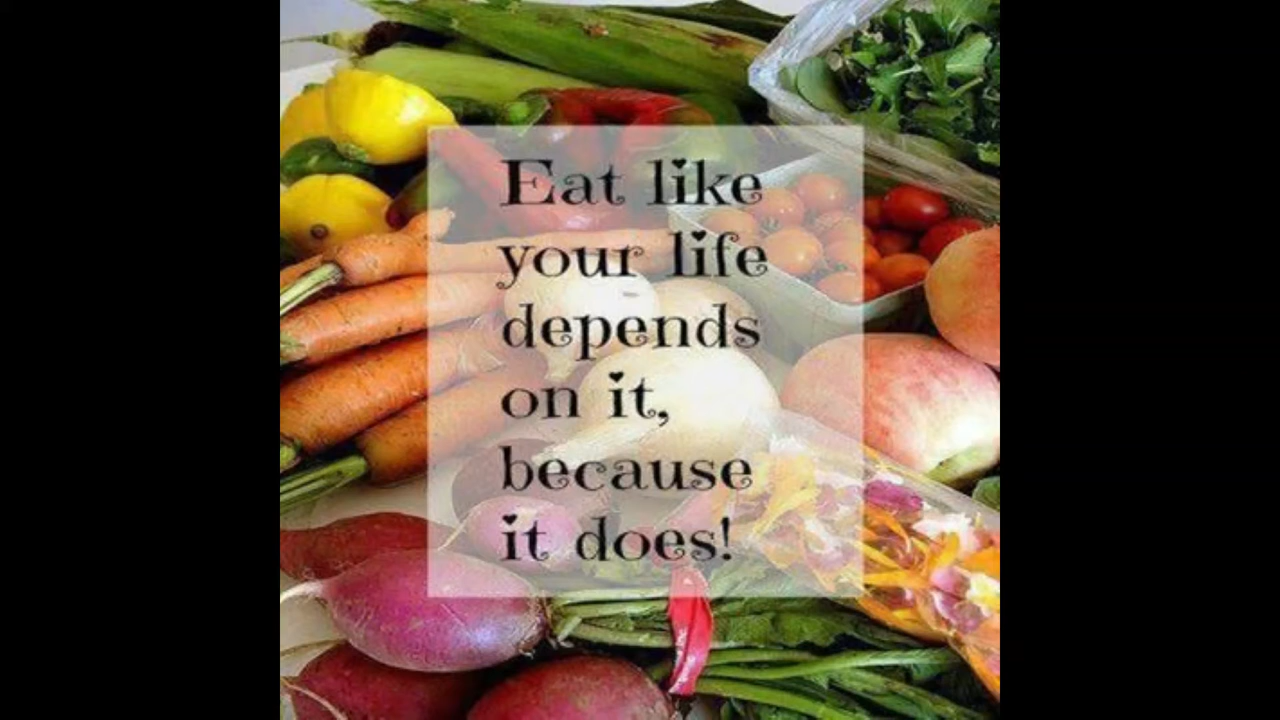 Eat like
your life
depends
on it,
because
it does!